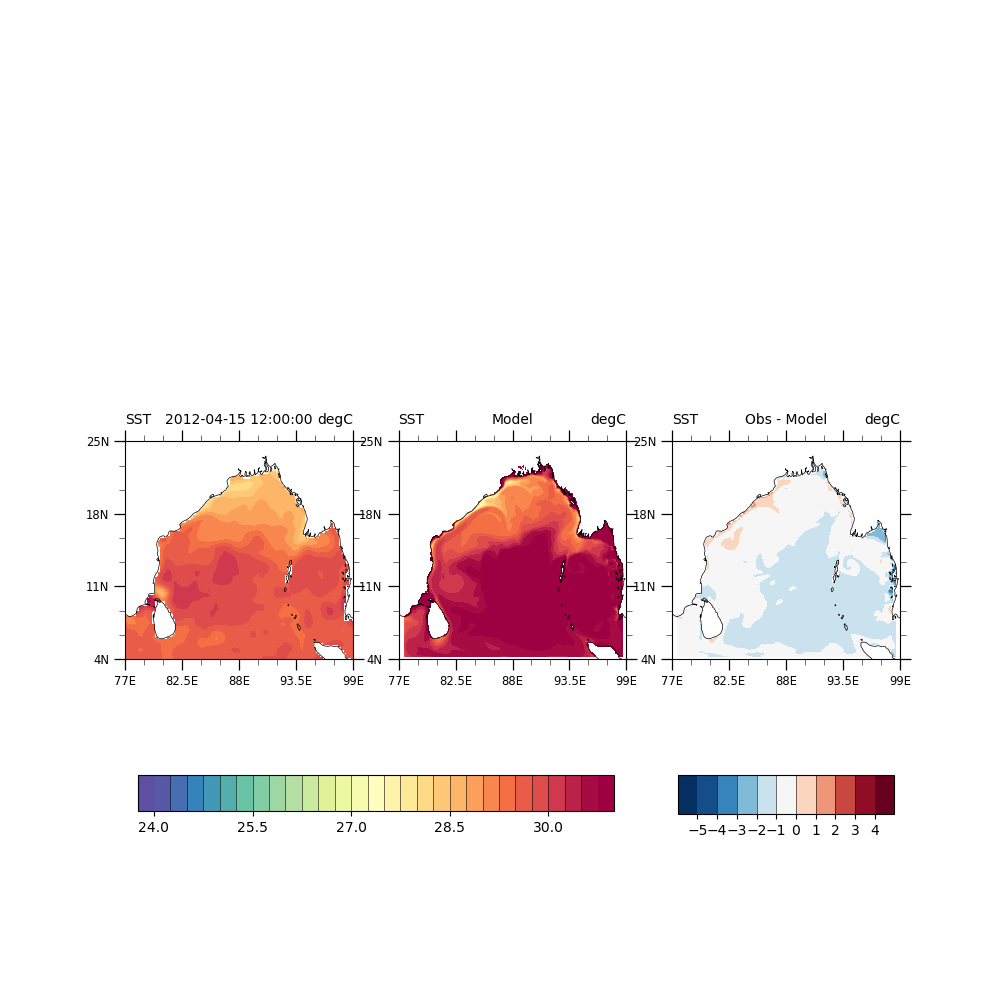 SST 2012-04-15 12:00:00 degC
SST Model degC
SST Obs - Model degC
25N
18N
11N
4N
77E 82.5E 88E 93.5E 99E
25N
18N
11N
4N
77E 82.5E 88E 93.5E 99E
25N
18N
11N
4N
77E 82.5E 88E 93.5E 99E
24.0 25.5 27.0 28.5 30.0
−5 −4 −3 −2 −1 0 1 2 3 4